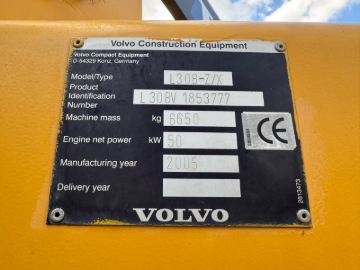 Volvo Construction Equipment
Volvo Compact Equipment
D-54329 Konz, Germany
Model/Type L30B-Z/X
Product Identification Number L30BV 1853777
Machine mass kg 6650
Engine net power kW 50
Manufacturing year 2005
Delivery year
CE
2813473
VOLVO